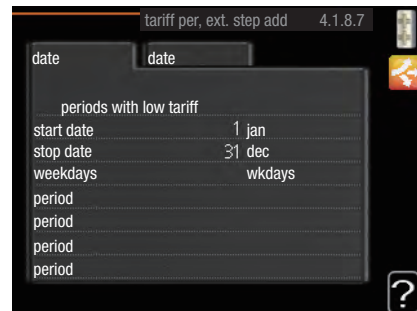 tariff per, ext. step add 4.1.8.7
date date
periods with low tariff
start date 1 jan
stop date 31 dec
weekdays wkdays
period
period
period
period
?